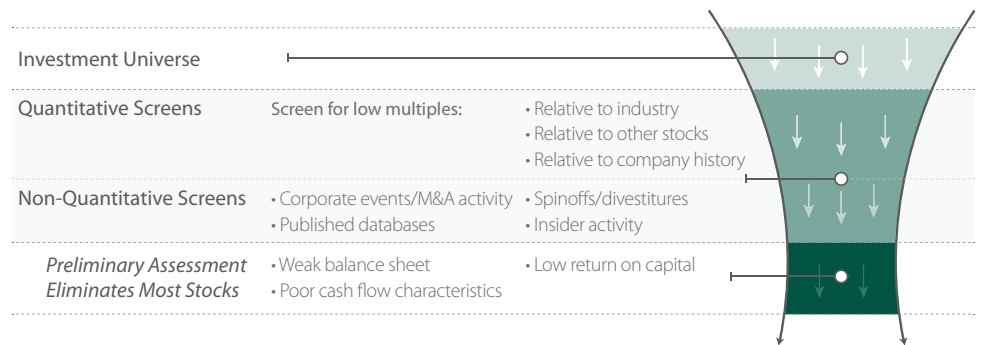 Investment Universe
Quantitative Screens
Screen for low multiples:
• Relative to industry
• Relative to other stocks
• Relative to company history
Non-Quantitative Screens
• Corporate events/M&A activity
• Published databases
• Spinoffs/divestitures
• Insider activity
Preliminary Assessment
Eliminates Most Stocks
• Weak balance sheet
• Poor cash flow characteristics
• Low return on capital